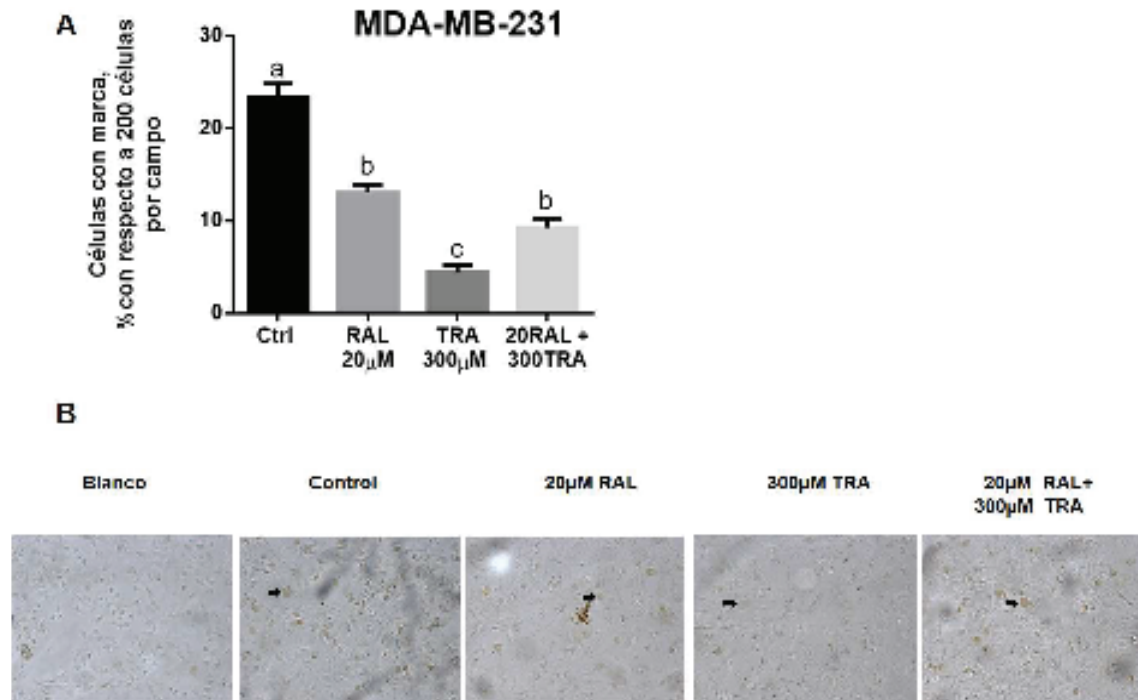 A
MDA-MB-231
Células con marca,
% con respecto a 200 células
por campo
30
20
10
0
a
b
c
b
Ctrl
RAL
20µM
TRA
300µM
20RAL +
300TRA
B
Blanco
Control
20µM RAL
300µM TRA
20µM RAL+
300µM TRA